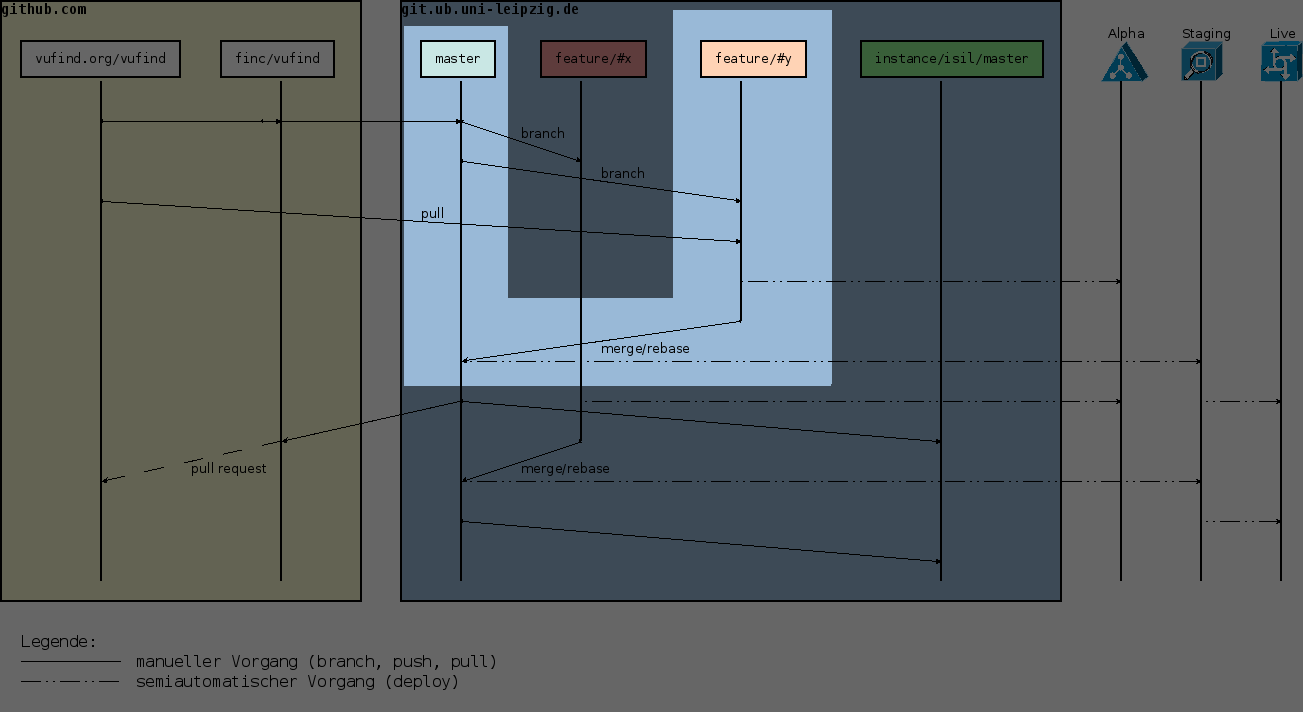 github.com
git.ub.uni-leipzig.de
Alpha
Staging
Live
vufind.org/vufind
finc/vufind
master
feature/#x
feature/#y
instance/isil/master
branch
branch
pull
merge/rebase
pull request
merge/rebase
Legende:
manueller Vorgang (branch, push, pull)
semiautomatischer Vorgang (deploy)